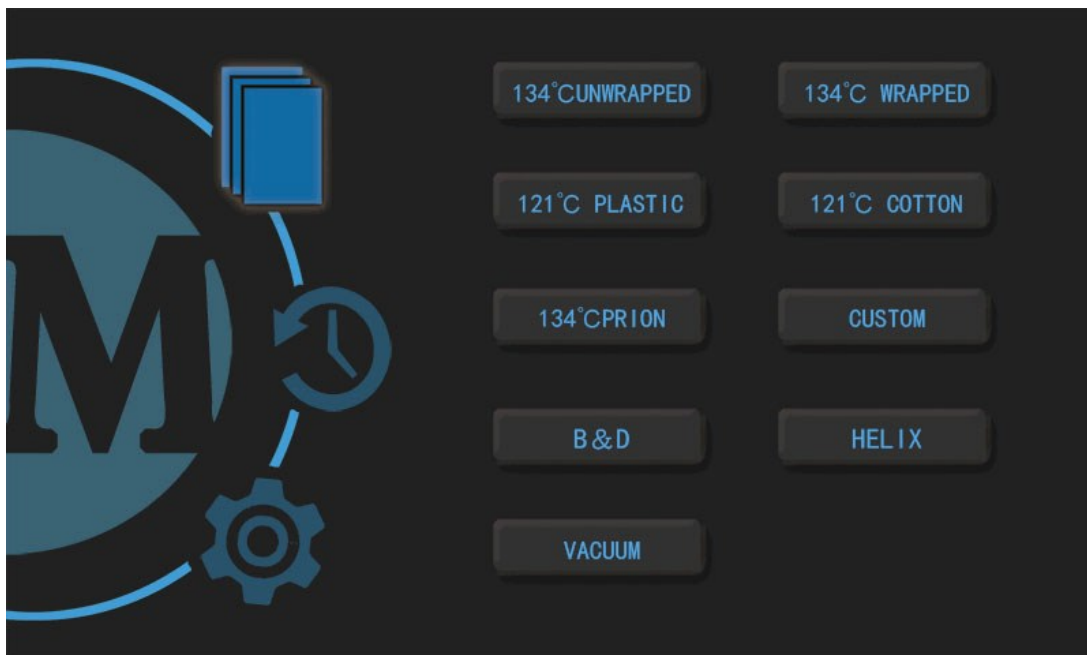 M
134℃UNWRAPPED
134℃ WRAPPED
121℃ PLASTIC
121℃ COTTON
134℃PRION
CUSTOM
B&D
HELIX
VACUUM